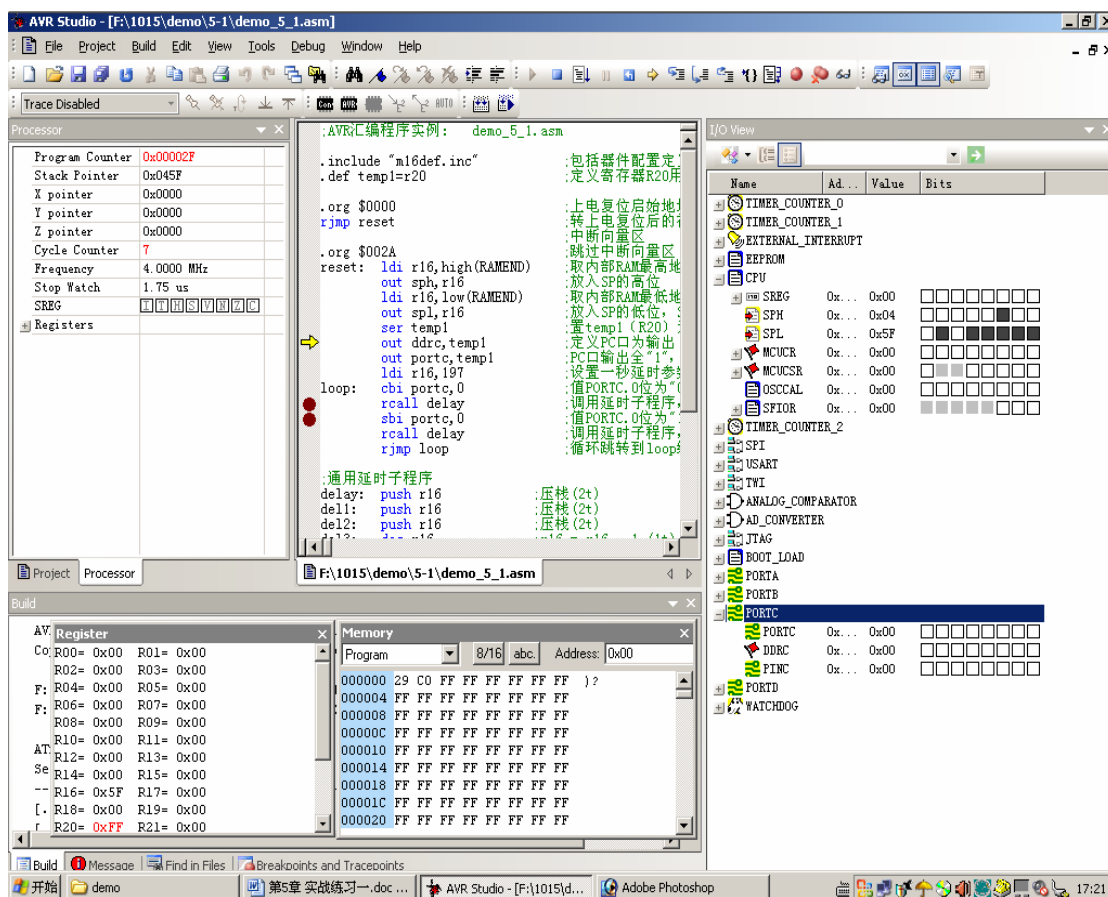 AVR Studio - [F:\1015\demo\5-1\demo_5_1.asm]
File Project Build Edit View Tools Debug Window Help
Trace Disabled
Con AVR AUTO
Processor
Program Counter 0x00002F
Stack Pointer 0x045F
X pointer 0x0000
Y pointer 0x0000
Z pointer 0x0000
Cycle Counter 7
Frequency 4.0000 MHz
Stop Watch 1.75 us
SREG I T H S V N Z C
Registers
Project Processor
;AVR汇编程序实例: demo_5_1.asm
.include "m16def.inc" ;包括器件配置定
.def temp1=r20 ;定义寄存器R20用
.org $0000 ;上电复位启始地
rjmp reset ;转上电复位后的
;中断向量区
.org $002A ;跳过中断向量区
reset: ldi r16,high(RAMEND) ;取内部RAM最高地
out sph,r16 ;放入SP的高位
ldi r16,low(RAMEND) ;取内部RAM最低地
out spl,r16 ;放入SP的低位，
ser temp1 ;置temp1（R20）
out ddrc,temp1 ;定义PC口为输出
out portc,temp1 ;PC口输出全"1"，
ldi r16,197 ;设置一秒延时参
loop: cbi portc,0 ;值PORTC.0位为"
rcall delay ;调用延时子程序，
sbi portc,0 ;值PORTC.0位为"
rcall delay ;调用延时子程序，
rjmp loop ;循环跳转到loop
;通用延时子程序
delay: push r16 ;压栈(2t)
del1: push r16 ;压栈(2t)
del2: push r16 ;压栈(2t)
F:\1015\demo\5-1\demo_5_1.asm
I/O View
Name Ad... Value Bits
TIMER_COUNTER_0
TIMER_COUNTER_1
EXTERNAL_INTERRUPT
EEPROM
CPU
SREG 0x... 0x00
SPH 0x... 0x04
SPL 0x... 0x5F
MCUCR 0x... 0x00
MCUCSR 0x... 0x00
OSCCAL 0x... 0x00
SFIOR 0x... 0x00
TIMER_COUNTER_2
SPI
USART
TWI
ANALOG_COMPARATOR
AD_CONVERTER
JTAG
BOOT_LOAD
PORTA
PORTB
PORTC
PORTC 0x... 0x00
DDRC 0x... 0x00
PINC 0x... 0x00
PORTD
WATCHDOG
Build
AV
Co
F:
F:
AT
Se
--
[.
Register
R00= 0x00 R01= 0x00
R02= 0x00 R03= 0x00
R04= 0x00 R05= 0x00
R06= 0x00 R07= 0x00
R08= 0x00 R09= 0x00
R10= 0x00 R11= 0x00
R12= 0x00 R13= 0x00
R14= 0x00 R15= 0x00
R16= 0x5F R17= 0x00
R18= 0x00 R19= 0x00
R20= 0xFF R21= 0x00
Memory
Program 8/16 abc. Address: 0x00
000000 29 C0 FF FF FF FF FF FF )?
000004 FF FF FF FF FF FF FF FF
000008 FF FF FF FF FF FF FF FF
00000C FF FF FF FF FF FF FF FF
000010 FF FF FF FF FF FF FF FF
000014 FF FF FF FF FF FF FF FF
000018 FF FF FF FF FF FF FF FF
00001C FF FF FF FF FF FF FF FF
000020 FF FF FF FF FF FF FF FF
Build Message Find in Files Breakpoints and Tracepoints
开始 demo 第5章 实战练习一.doc ... AVR Studio - [F:\1015\d... Adobe Photoshop 17:21